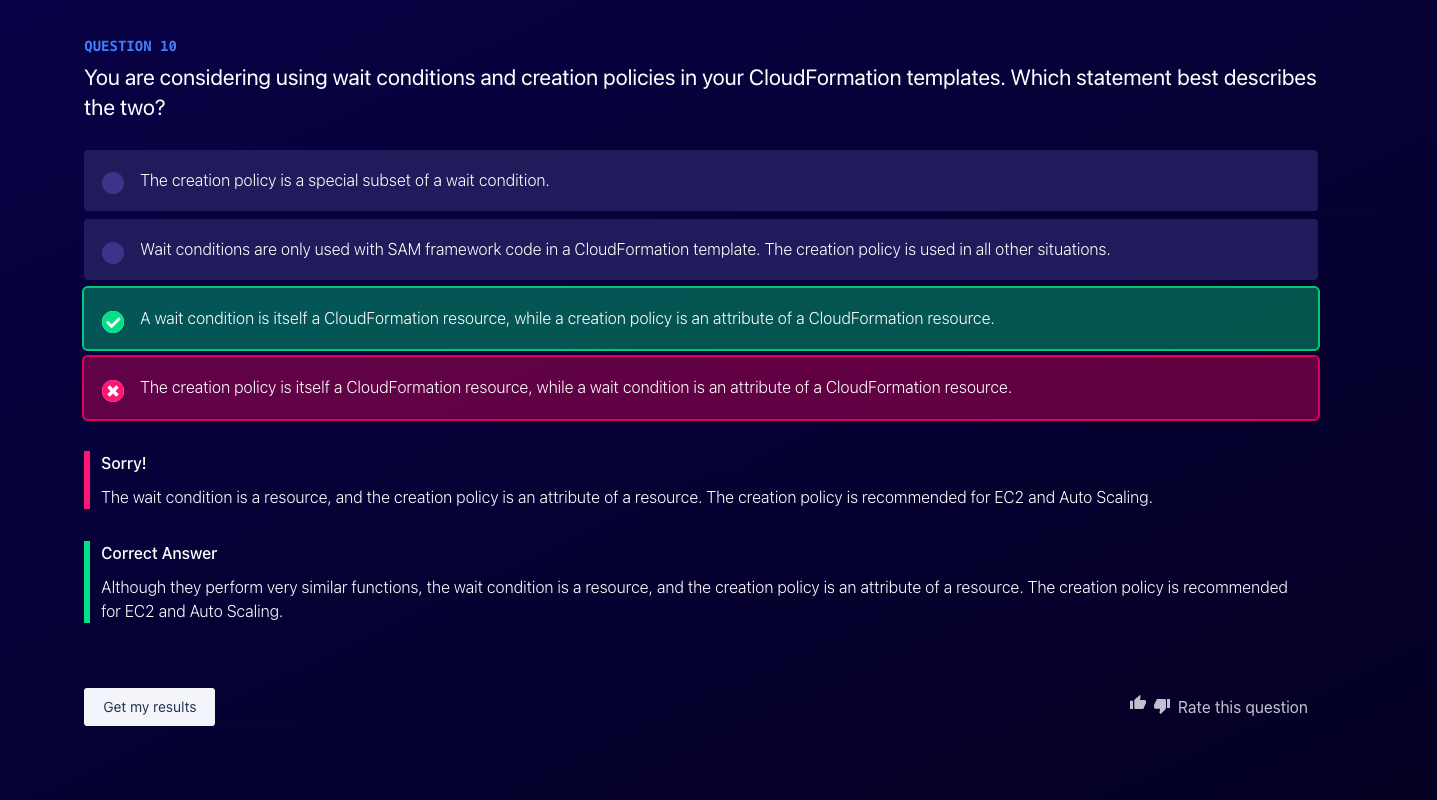 QUESTION 10
You are considering using wait conditions and creation policies in your CloudFormation templates. Which statement best describes
the two?
The creation policy is a special subset of a wait condition.
Wait conditions are only used with SAM framework code in a CloudFormation template. The creation policy is used in all other situations.
A wait condition is itself a CloudFormation resource, while a creation policy is an attribute of a CloudFormation resource.
The creation policy is itself a CloudFormation resource, while a wait condition is an attribute of a CloudFormation resource.
Sorry!
The wait condition is a resource, and the creation policy is an attribute of a resource. The creation policy is recommended for EC2 and Auto Scaling.
Correct Answer
Although they perform very similar functions, the wait condition is a resource, and the creation policy is an attribute of a resource. The creation policy is recommended
for EC2 and Auto Scaling.
Get my results
Rate this question